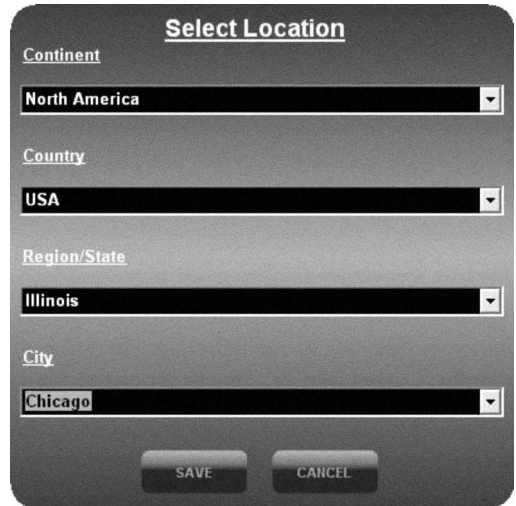 Select Location
Continent
North America
Country
USA
Region/State
Illinois
City
Chicago
SAVE CANCEL